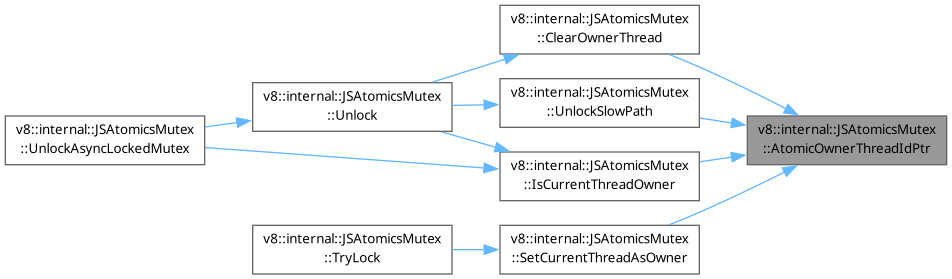 v8::internal::JSAtomicsMutex
::UnlockAsyncLockedMutex
v8::internal::JSAtomicsMutex
::Unlock
v8::internal::JSAtomicsMutex
::TryLock
v8::internal::JSAtomicsMutex
::ClearOwnerThread
v8::internal::JSAtomicsMutex
::UnlockSlowPath
v8::internal::JSAtomicsMutex
::IsCurrentThreadOwner
v8::internal::JSAtomicsMutex
::SetCurrentThreadAsOwner
v8::internal::JSAtomicsMutex
::AtomicOwnerThreadIdPtr